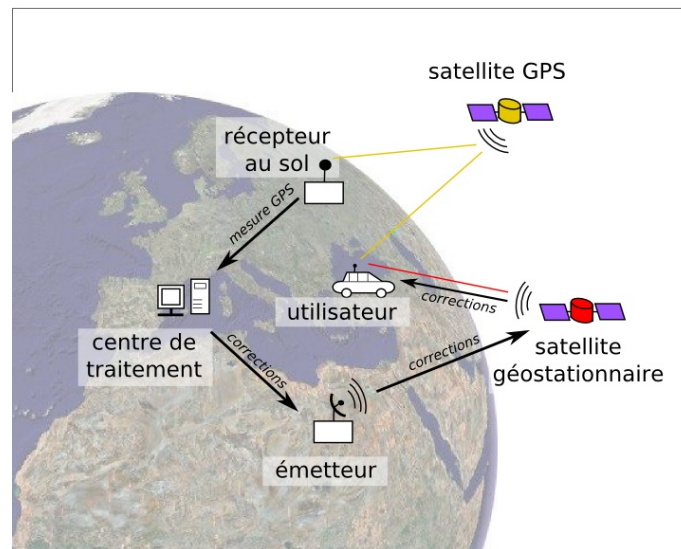 satellite GPS
récepteur
au sol
mesure GPS
utilisateur
corrections
centre de
traitement
corrections
corrections
satellite
géostationnaire
émetteur